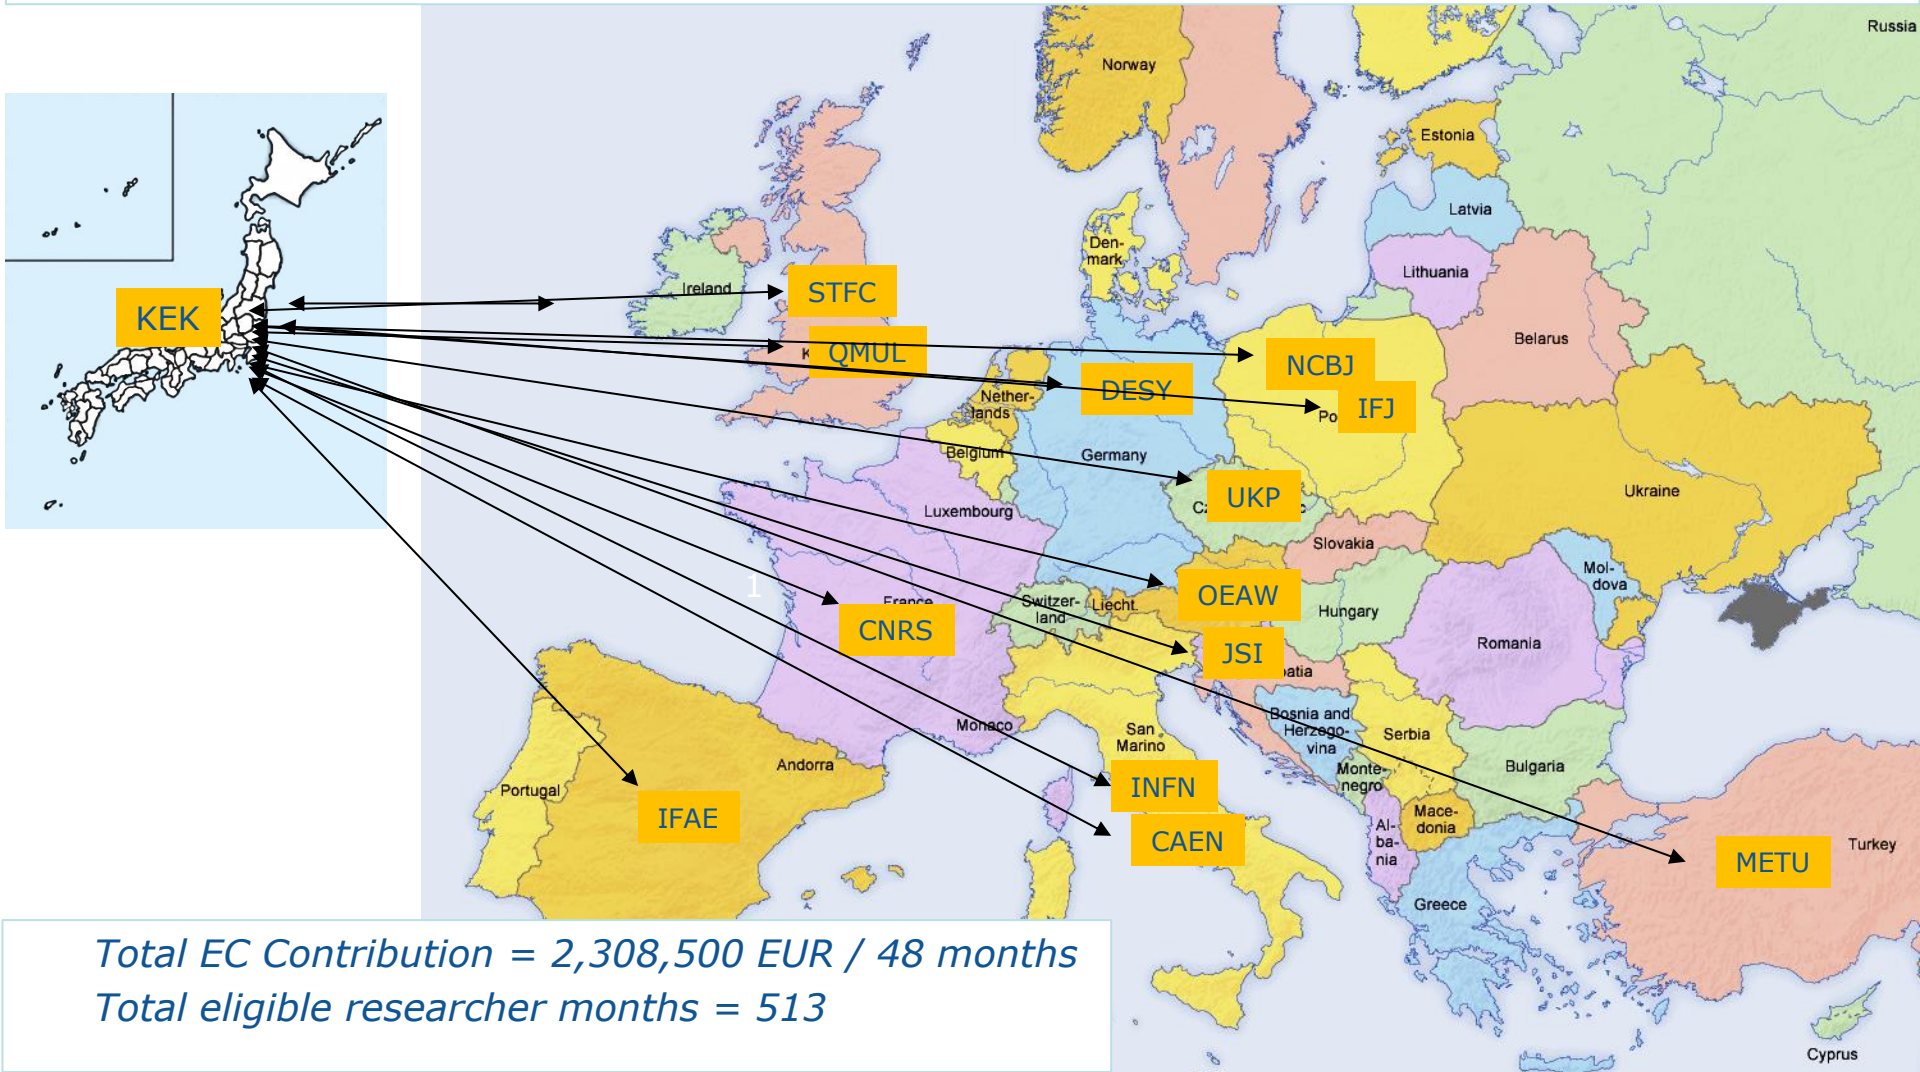 Russia
Norway
Estonia
Latvia
Den-
mark
Lithuania
Ireland
STFC
KEK
Belarus
QMUL
NCBJ
DESY
Nether-
lands
IFJ
Po
Belgium
Germany
Ukraine
UKP
Luxembourg
Slovakia
Mol-
dova
1
OEAW
France
Switzer-
land
Liecht.
Hungary
CNRS
Romania
JSI
atia
Monaco
San
Marino
Bosnia and
Herzego-
vina
Serbia
Andorra
Bulgaria
Monte-
negro
Portugal
INFN
IFAE
Mace-
donia
Al-
ba-
nia
CAEN
Turkey
METU
Greece
Total EC Contribution = 2,308,500 EUR / 48 months
Total eligible researcher months = 513
Cyprus